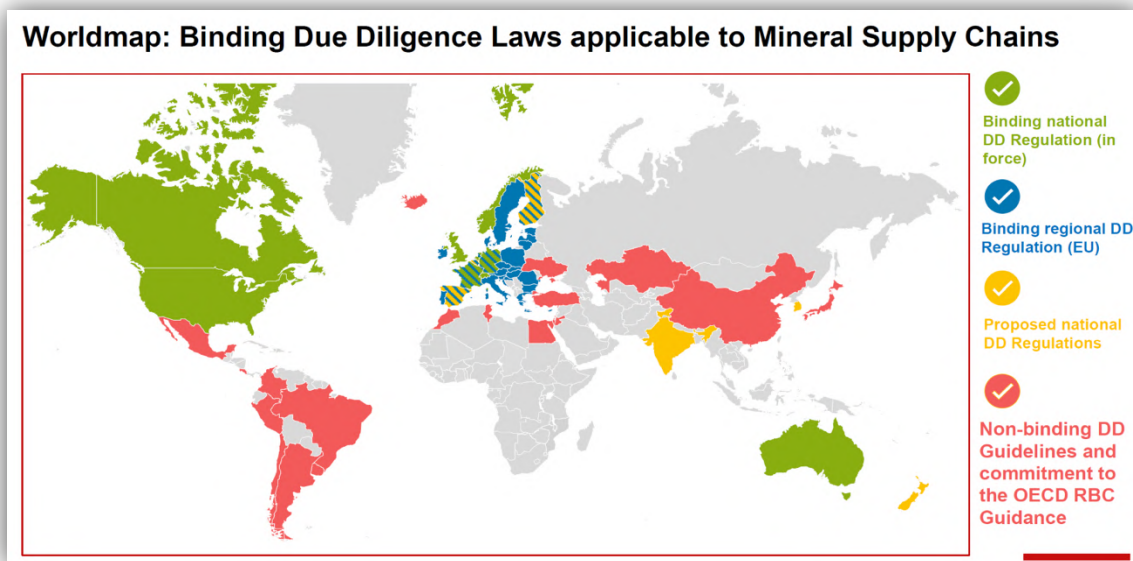 Worldmap: Binding Due Diligence Laws applicable to Mineral Supply Chains
Binding national
DD Regulation (in
force)
Binding regional DD
Regulation (EU)
Proposed national
DD Regulations
Non-binding DD
Guidelines and
commitment to
the OECD RBC
Guidance